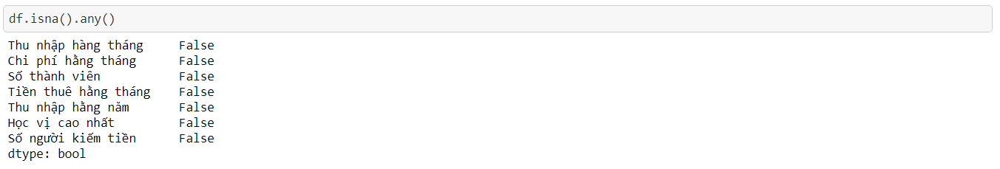 df.isna().any()
Thu nhập hàng tháng     False
Chi phí hằng tháng      False
Số thành viên           False
Tiền thuê hằng tháng    False
Thu nhập hằng năm       False
Học vị cao nhất         False
Số người kiếm tiền      False
dtype: bool